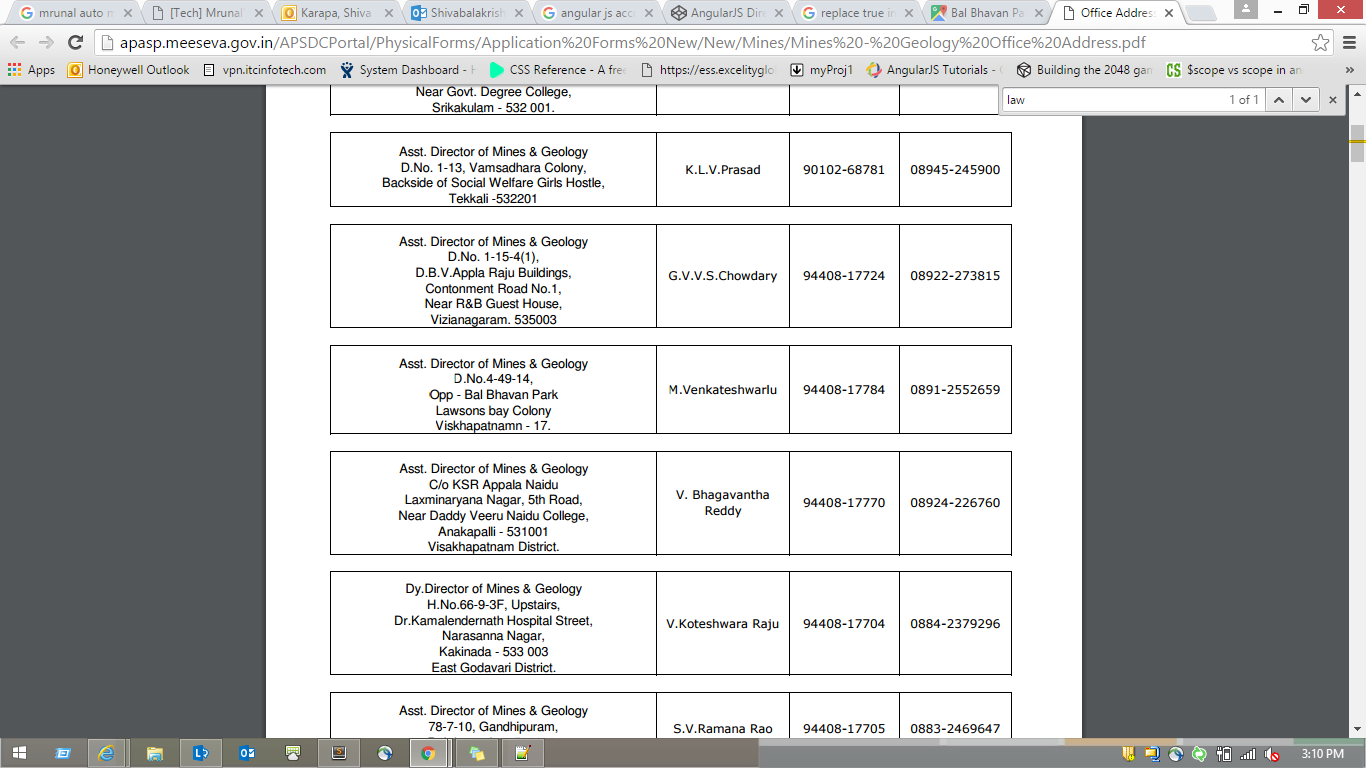 mrunal auto m
[Tech] Mrunal
Karapa, Shiva
Shivabalakrish
angular js acc
AngularJS Dire
replace true in
Bal Bhavan Pa
Office Address
apasp.meeseva.gov.in/APSDCPortal/PhysicalForms/Application%20Forms%20New/New/Mines/Mines%20-%20Geology%20Office%20Address.pdf
Apps
Honeywell Outlook
vpn.itcinfotech.com
System Dashboard - H
CSS Reference - A free
https://ess.excelityglo
myProj1
AngularJS Tutorials - C
Building the 2048 gam
$scope vs scope in an
law
1 of 1
Near Govt. Degree College,
Srikakulam - 532 001.
Asst. Director of Mines & Geology
D.No. 1-13, Vamsadhara Colony,
Backside of Social Welfare Girls Hostle,
Tekkali -532201
K.L.V.Prasad
90102-68781
08945-245900
Asst. Director of Mines & Geology
D.No. 1-15-4(1),
D.B.V.Appla Raju Buildings,
Contonment Road No.1,
Near R&B Guest House,
Vizianagaram. 535003
G.V.V.S.Chowdary
94408-17724
08922-273815
Asst. Director of Mines & Geology
D.No.4-49-14,
Opp - Bal Bhavan Park
Lawsons bay Colony
Viskhapatnamn - 17.
M.Venkateshwarlu
94408-17784
0891-2552659
Asst. Director of Mines & Geology
C/o KSR Appala Naidu
Laxminaryana Nagar, 5th Road,
Near Daddy Veeru Naidu College,
Anakapalli - 531001
Visakhapatnam District.
V. Bhagavantha
Reddy
94408-17770
08924-226760
Dy.Director of Mines & Geology
H.No.66-9-3F, Upstairs,
Dr.Kamalendernath Hospital Street,
Narasanna Nagar,
Kakinada - 533 003
East Godavari District.
V.Koteshwara Raju
94408-17704
0884-2379296
Asst. Director of Mines & Geology
78-7-10, Gandhipuram,
S.V.Ramana Rao
94408-17705
0883-2469647
3:10 PM